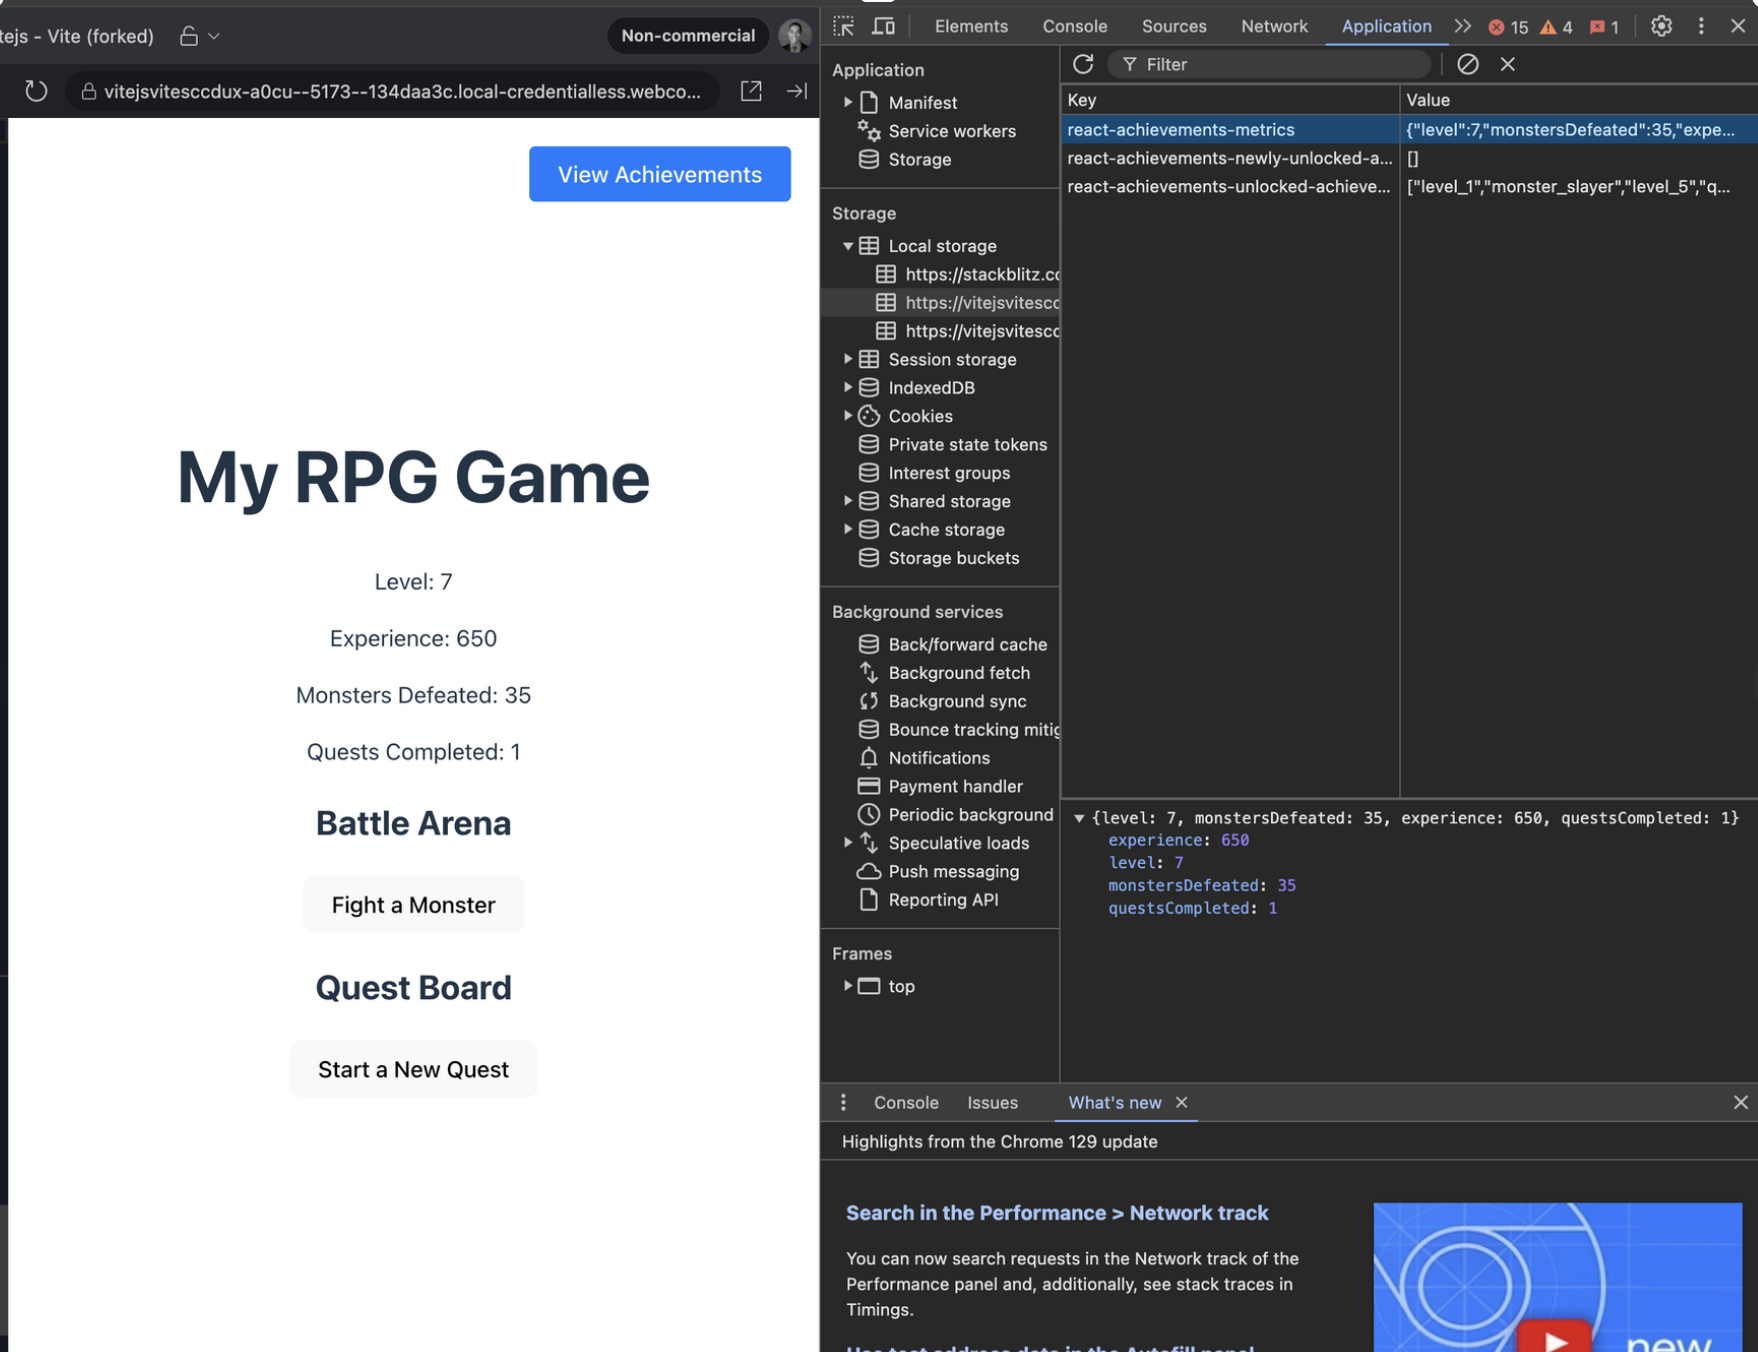 tejs - Vite (forked)
Non-commercial
vitejsvitesccdux-a0cu--5173--134daa3c.local-credentialless.webco...
View Achievements
My RPG Game
Level: 7
Experience: 650
Monsters Defeated: 35
Quests Completed: 1
Battle Arena
Fight a Monster
Quest Board
Start a New Quest
Elements Console Sources Network Application 15 4 1
Application
Manifest
Service workers
Storage
Storage
Local storage
https://stackblitz.co
https://vitejsvitescc
https://vitejsvitescc
Session storage
IndexedDB
Cookies
Private state tokens
Interest groups
Shared storage
Cache storage
Storage buckets
Background services
Back/forward cache
Background fetch
Background sync
Bounce tracking mitig
Notifications
Payment handler
Periodic background
Speculative loads
Push messaging
Reporting API
Frames
top
Filter
Key Value
react-achievements-metrics {"level":7,"monstersDefeated":35,"expe...
react-achievements-newly-unlocked-a... []
react-achievements-unlocked-achieve... ["level_1","monster_slayer","level_5","q...
{level: 7, monstersDefeated: 35, experience: 650, questsCompleted: 1}
experience: 650
level: 7
monstersDefeated: 35
questsCompleted: 1
Console Issues What's new
Highlights from the Chrome 129 update
Search in the Performance > Network track
You can now search requests in the Network track of the
Performance panel and, additionally, see stack traces in
Timings.
new